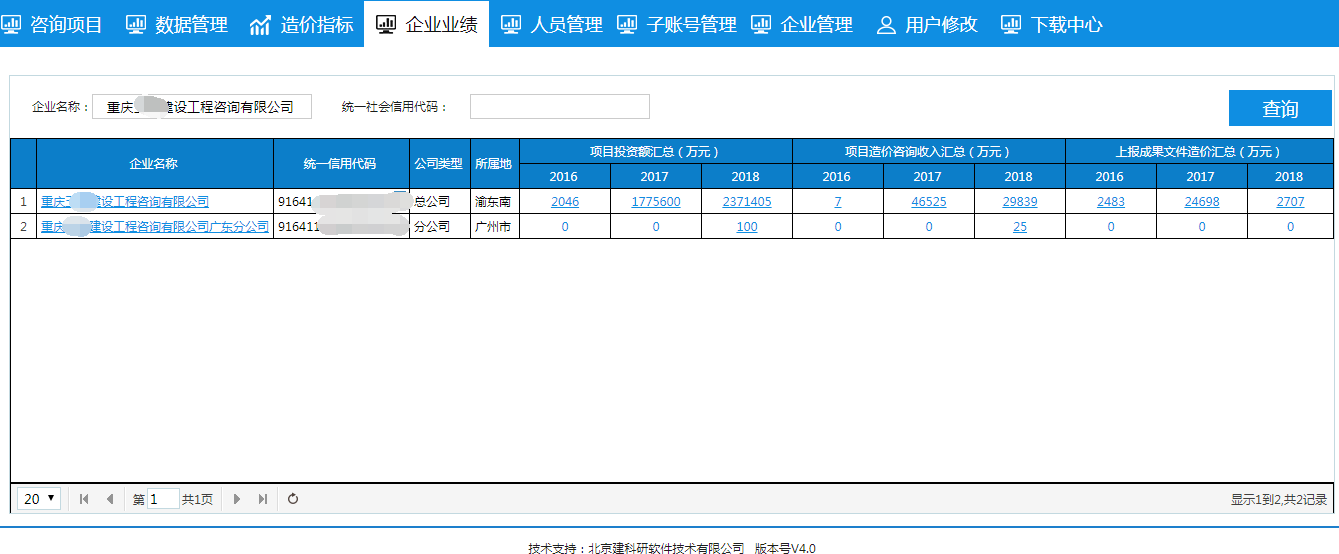 咨询项目 数据管理 造价指标 企业业绩 人员管理 子账号管理 企业管理 用户修改 下载中心
企业名称： 重庆 建设工程咨询有限公司 统一社会信用代码： 查询
企业名称 统一信用代码 公司类型 所属地 项目投资额汇总（万元） 项目造价咨询收入汇总（万元） 上报成果文件造价汇总（万元）
2016 2017 2018 2016 2017 2018 2016 2017 2018
1 重庆 建设工程咨询有限公司 91641 总公司 渝东南 2046 1775600 2371405 7 46525 29839 2483 24698 2707
2 重庆 建设工程咨询有限公司广东分公司 91641 分公司 广州市 0 0 100 0 0 25 0 0 0
20 第 1 共1页 显示1到2,共2记录
技术支持：北京建科研软件技术有限公司 版本号V4.0